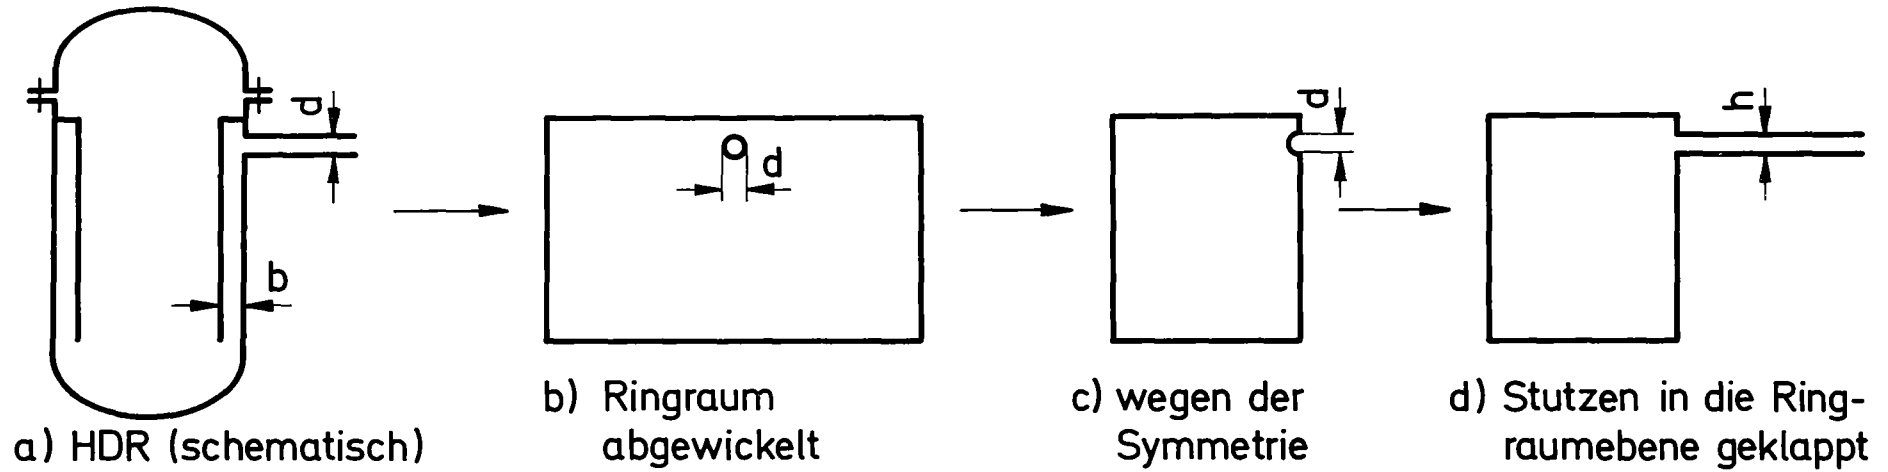 d
b
d
d
h
a) HDR (schematisch)
b) Ringraum
abgewickelt
c) wegen der
Symmetrie
d) Stutzen in die Ring-
raumebene geklappt